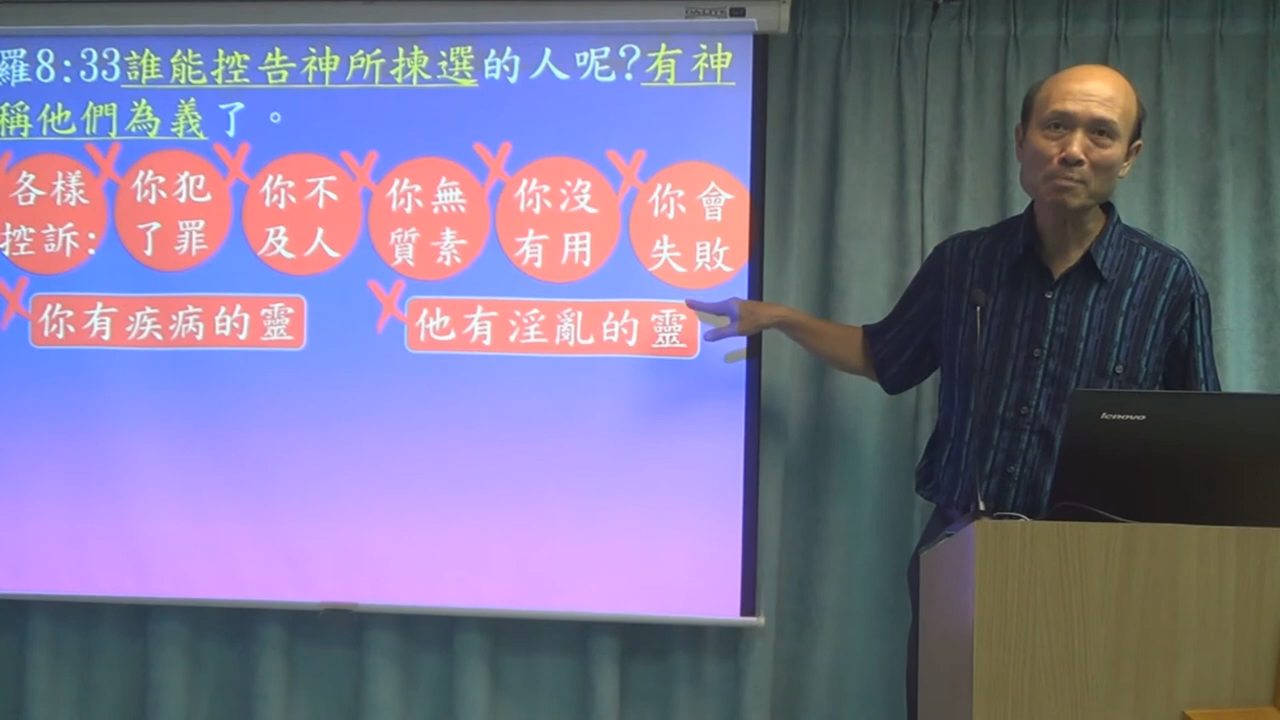 羅8:33誰能控告神所揀選的人呢?有神
稱他們為義了。
各樣
控訴:
你犯
了罪
你不
及人
你無
質素
你沒
有用
你會
失敗
你有疾病的靈
他有淫亂的靈
lenovo
DALITE